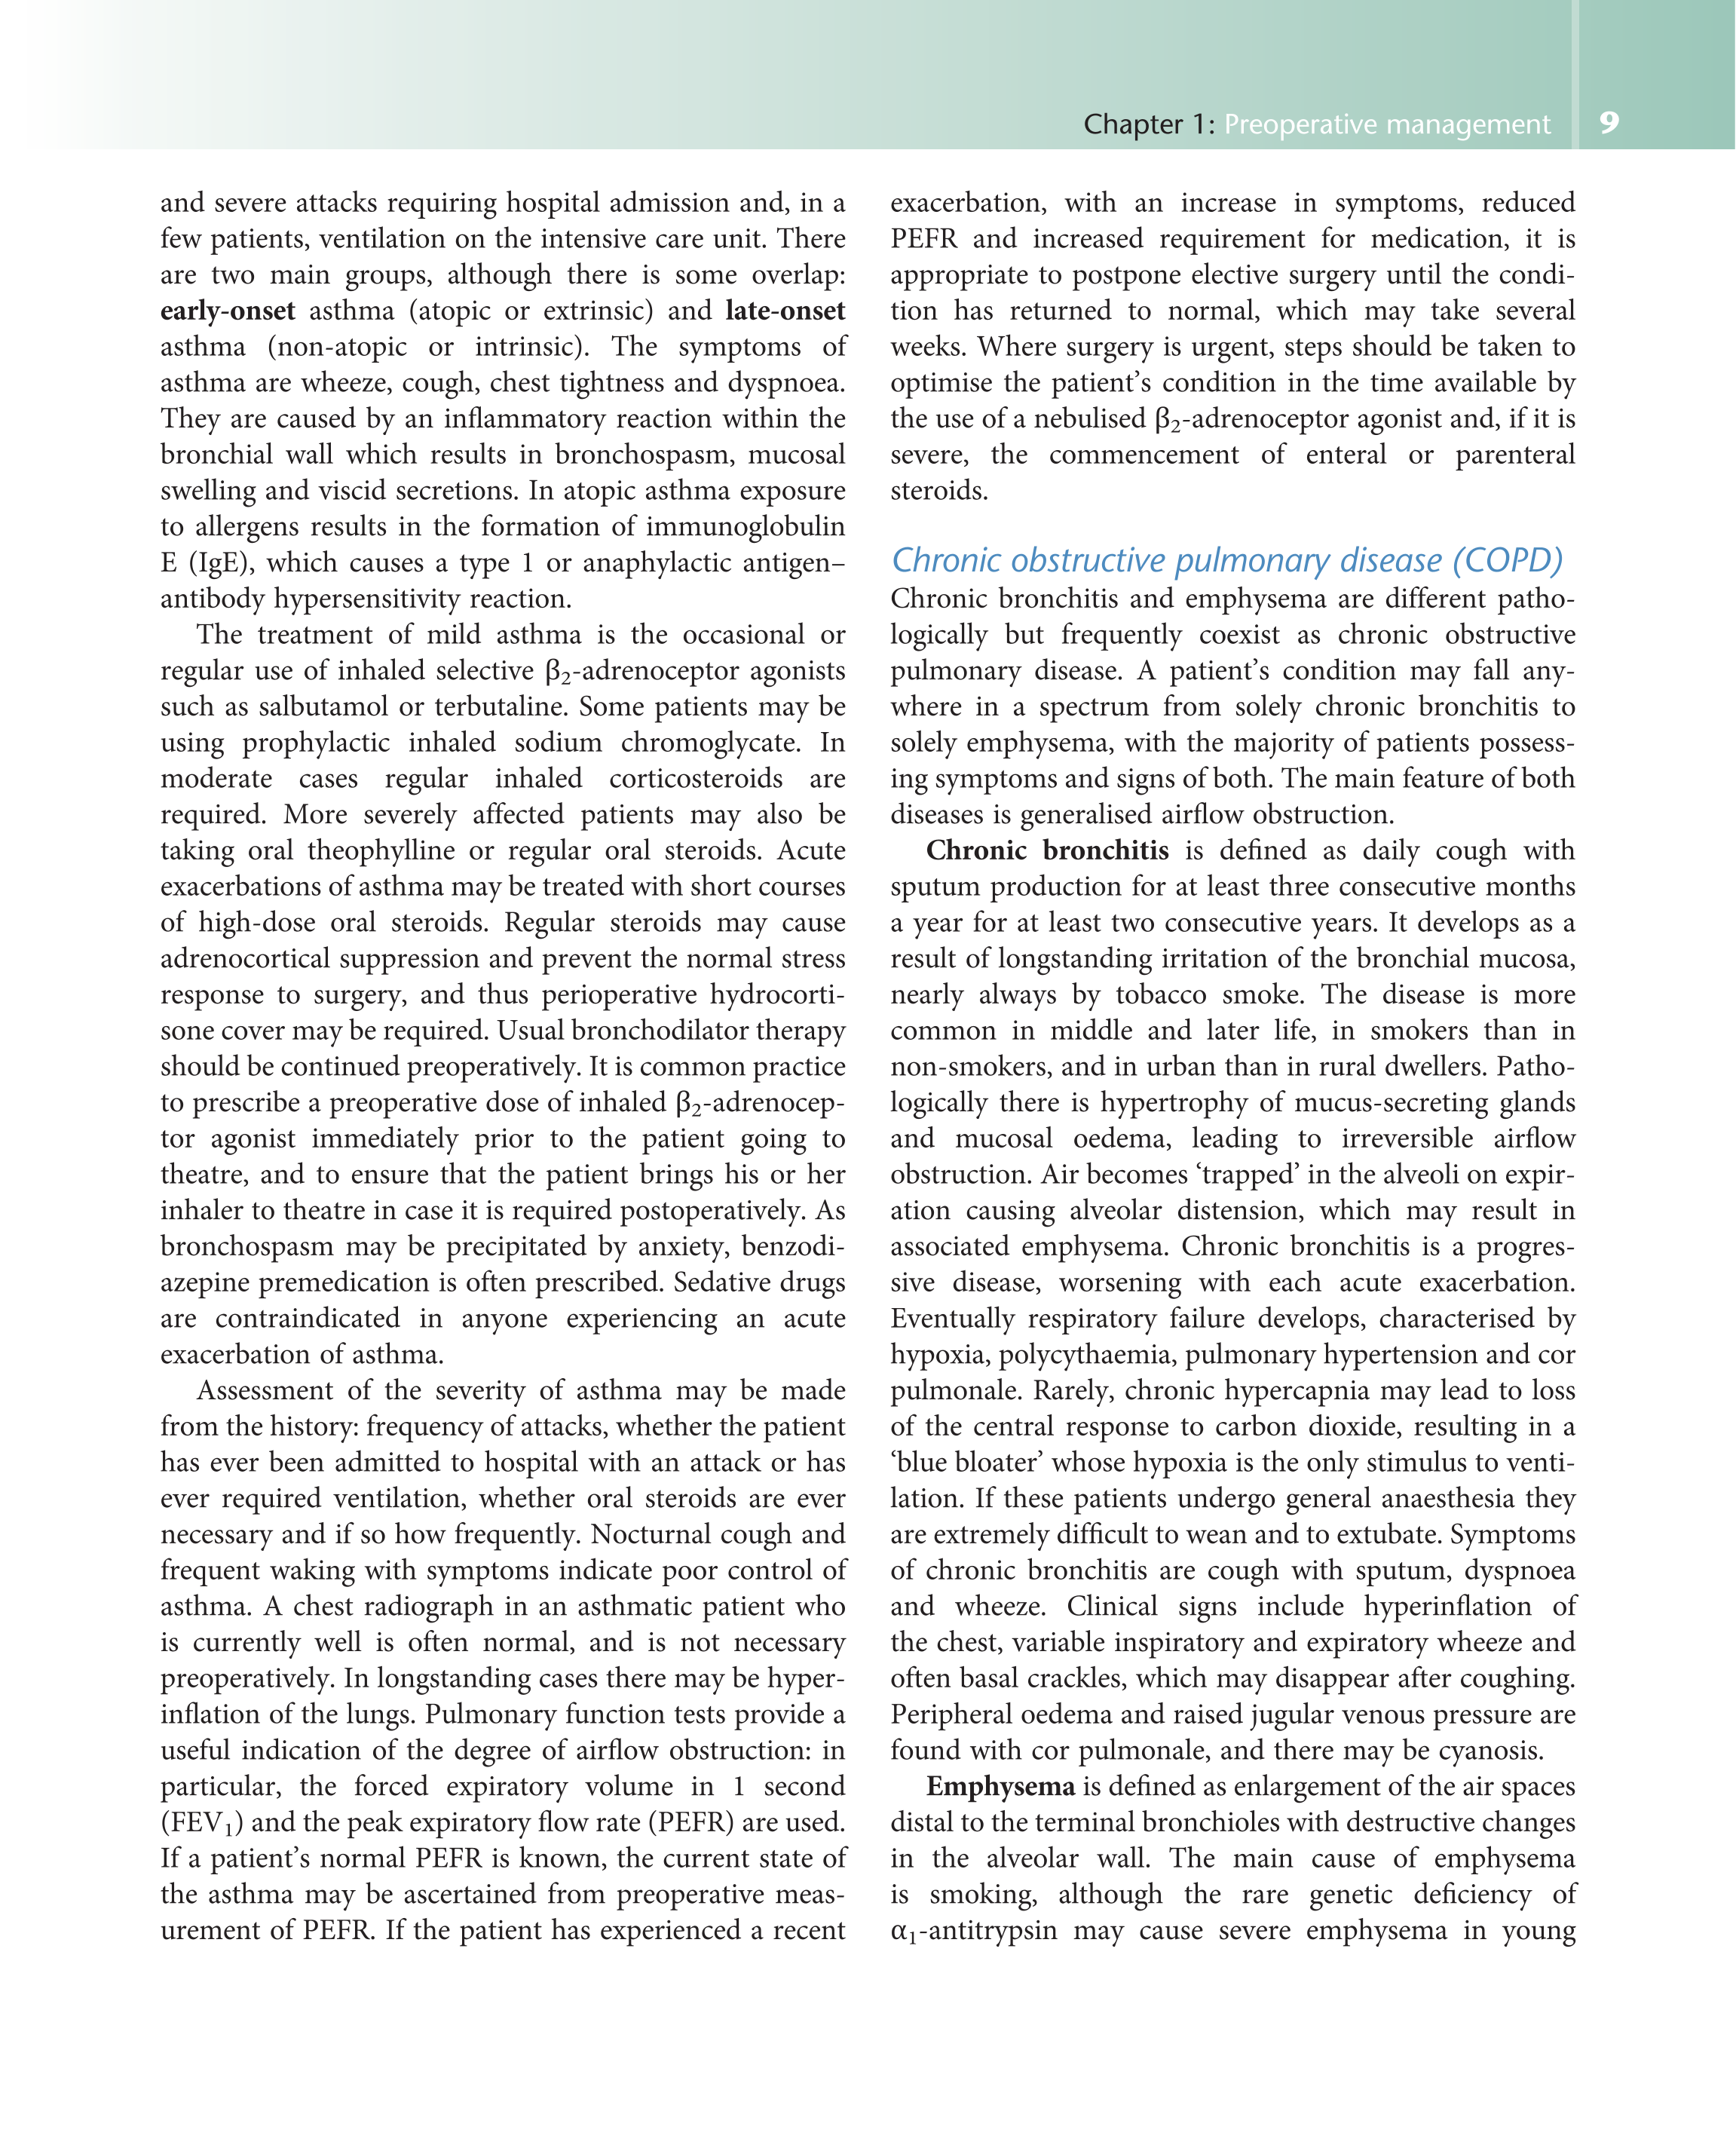 Chapter 1: Preoperative management 9
and severe attacks requiring hospital admission and, in a
few patients, ventilation on the intensive care unit. There
are two main groups, although there is some overlap:
early-onset asthma (atopic or extrinsic) and late-onset
asthma (non-atopic or intrinsic). The symptoms of
asthma are wheeze, cough, chest tightness and dyspnoea.
They are caused by an inflammatory reaction within the
bronchial wall which results in bronchospasm, mucosal
swelling and viscid secretions. In atopic asthma exposure
to allergens results in the formation of immunoglobulin
E (IgE), which causes a type 1 or anaphylactic antigen–
antibody hypersensitivity reaction.
The treatment of mild asthma is the occasional or
regular use of inhaled selective β₂-adrenoceptor agonists
such as salbutamol or terbutaline. Some patients may be
using prophylactic inhaled sodium chromoglycate. In
moderate cases regular inhaled corticosteroids are
required. More severely affected patients may also be
taking oral theophylline or regular oral steroids. Acute
exacerbations of asthma may be treated with short courses
of high-dose oral steroids. Regular steroids may cause
adrenocortical suppression and prevent the normal stress
response to surgery, and thus perioperative hydrocorti-
sone cover may be required. Usual bronchodilator therapy
should be continued preoperatively. It is common practice
to prescribe a preoperative dose of inhaled β₂-adrenocep-
tor agonist immediately prior to the patient going to
theatre, and to ensure that the patient brings his or her
inhaler to theatre in case it is required postoperatively. As
bronchospasm may be precipitated by anxiety, benzodi-
azepine premedication is often prescribed. Sedative drugs
are contraindicated in anyone experiencing an acute
exacerbation of asthma.
Assessment of the severity of asthma may be made
from the history: frequency of attacks, whether the patient
has ever been admitted to hospital with an attack or has
ever required ventilation, whether oral steroids are ever
necessary and if so how frequently. Nocturnal cough and
frequent waking with symptoms indicate poor control of
asthma. A chest radiograph in an asthmatic patient who
is currently well is often normal, and is not necessary
preoperatively. In longstanding cases there may be hyper-
inflation of the lungs. Pulmonary function tests provide a
useful indication of the degree of airflow obstruction: in
particular, the forced expiratory volume in 1 second
(FEV₁) and the peak expiratory flow rate (PEFR) are used.
If a patient's normal PEFR is known, the current state of
the asthma may be ascertained from preoperative meas-
urement of PEFR. If the patient has experienced a recent
exacerbation, with an increase in symptoms, reduced
PEFR and increased requirement for medication, it is
appropriate to postpone elective surgery until the condi-
tion has returned to normal, which may take several
weeks. Where surgery is urgent, steps should be taken to
optimise the patient's condition in the time available by
the use of a nebulised β₂-adrenoceptor agonist and, if it is
severe, the commencement of enteral or parenteral
steroids.
Chronic obstructive pulmonary disease (COPD)
Chronic bronchitis and emphysema are different patho-
logically but frequently coexist as chronic obstructive
pulmonary disease. A patient's condition may fall any-
where in a spectrum from solely chronic bronchitis to
solely emphysema, with the majority of patients possess-
ing symptoms and signs of both. The main feature of both
diseases is generalised airflow obstruction.
Chronic bronchitis is defined as daily cough with
sputum production for at least three consecutive months
a year for at least two consecutive years. It develops as a
result of longstanding irritation of the bronchial mucosa,
nearly always by tobacco smoke. The disease is more
common in middle and later life, in smokers than in
non-smokers, and in urban than in rural dwellers. Patho-
logically there is hypertrophy of mucus-secreting glands
and mucosal oedema, leading to irreversible airflow
obstruction. Air becomes ‘trapped’ in the alveoli on expir-
ation causing alveolar distension, which may result in
associated emphysema. Chronic bronchitis is a progres-
sive disease, worsening with each acute exacerbation.
Eventually respiratory failure develops, characterised by
hypoxia, polycythaemia, pulmonary hypertension and cor
pulmonale. Rarely, chronic hypercapnia may lead to loss
of the central response to carbon dioxide, resulting in a
‘blue bloater’ whose hypoxia is the only stimulus to venti-
lation. If these patients undergo general anaesthesia they
are extremely difficult to wean and to extubate. Symptoms
of chronic bronchitis are cough with sputum, dyspnoea
and wheeze. Clinical signs include hyperinflation of
the chest, variable inspiratory and expiratory wheeze and
often basal crackles, which may disappear after coughing.
Peripheral oedema and raised jugular venous pressure are
found with cor pulmonale, and there may be cyanosis.
Emphysema is defined as enlargement of the air spaces
distal to the terminal bronchioles with destructive changes
in the alveolar wall. The main cause of emphysema
is smoking, although the rare genetic deficiency of
α₁-antitrypsin may cause severe emphysema in young